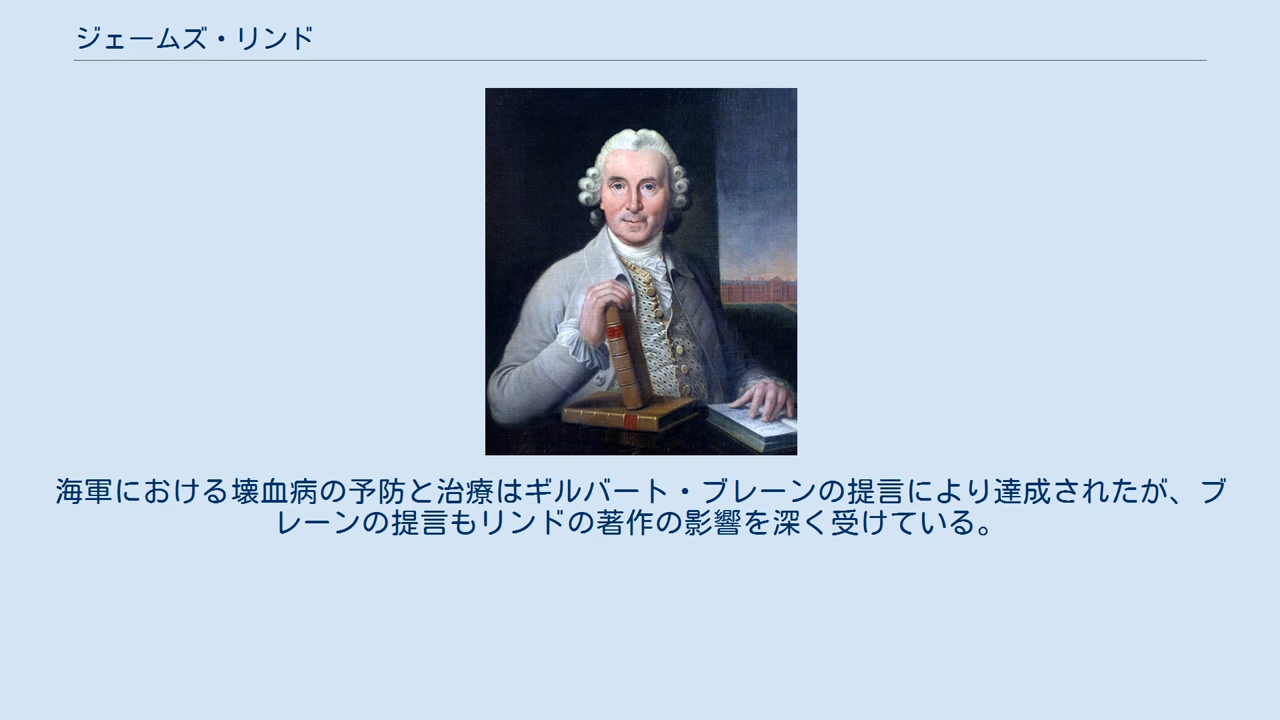 ジェームズ・リンド
海軍における壊血病の予防と治療はギルバート・ブレーンの提言により達成されたが、ブ
レーンの提言もリンドの著作の影響を深く受けている。